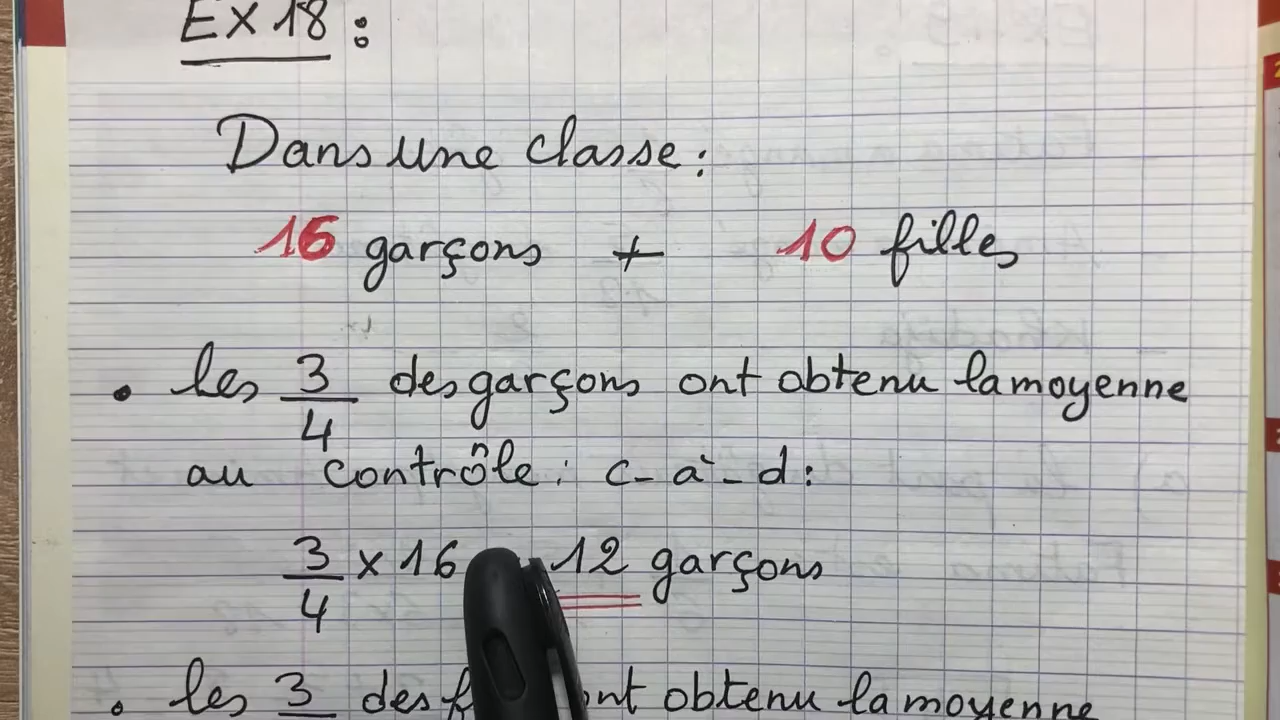 Ex 18 :
Dans une classe :
16 garçons + 10 filles
• les 3/4 des garçons ont obtenu la moyenne
au contrôle : c-à-d :
3/4 x 16 12 garçons
• les 3 des ont obtenu la moyenne